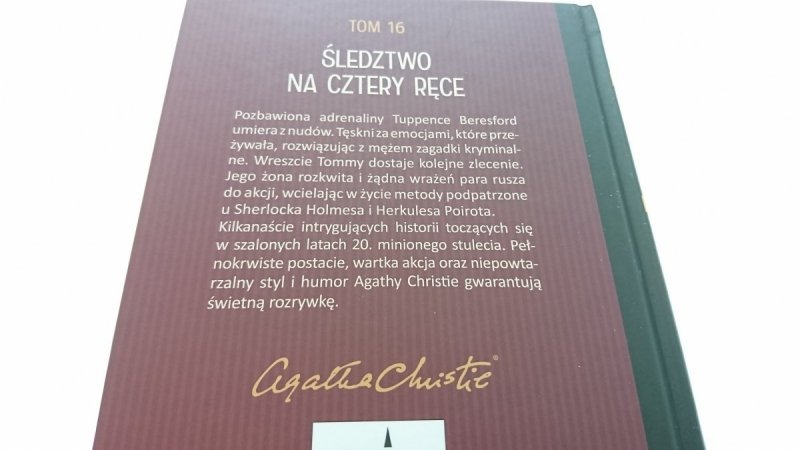 TOM 16
ŚLEDZTWO
NA CZTERY RĘCE
Pozbawiona adrenaliny Tuppence Beresford
umiera z nudów. Tęskni za emocjami, które prze-
żywała, rozwiązując z mężem zagadki kryminal-
ne. Wreszcie Tommy dostaje kolejne zlecenie.
Jego żona rozkwita i żądna wrażeń para rusza
do akcji, wcielając w życie metody podpatrzone
u Sherlocka Holmesa i Herkulesa Poirota.
Kilkanaście intrygujących historii toczących się
w szalonych latach 20. minionego stulecia. Peł-
nokrwiste postacie, wartka akcja oraz niepowta-
rzalny styl i humor Agathy Christie gwarantują
świetną rozrywkę.
Agatha Christie®